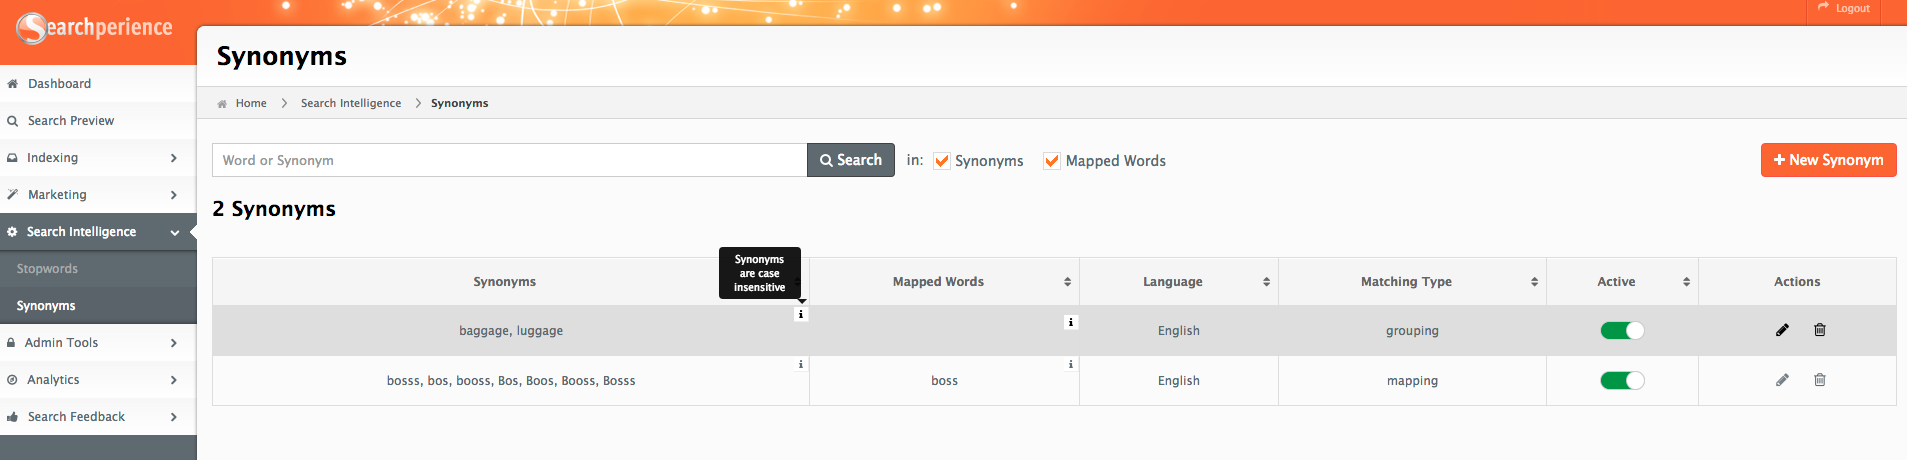 Searchperience
Logout
Synonyms
Dashboard
Home
Search Intelligence
Synonyms
Search Preview
Word or Synonym
Search
in:
Synonyms
Mapped Words
+ New Synonym
Indexing
Marketing
2 Synonyms
Search Intelligence
Stopwords
Synonyms
Admin Tools
Analytics
Search Feedback
Synonyms
are case
insensitive
Synonyms
Mapped Words
Language
Matching Type
Active
Actions
i
i
baggage, luggage
English
grouping
i
i
bosss, bos, booss, Bos, Boos, Booss, Bosss
boss
English
mapping